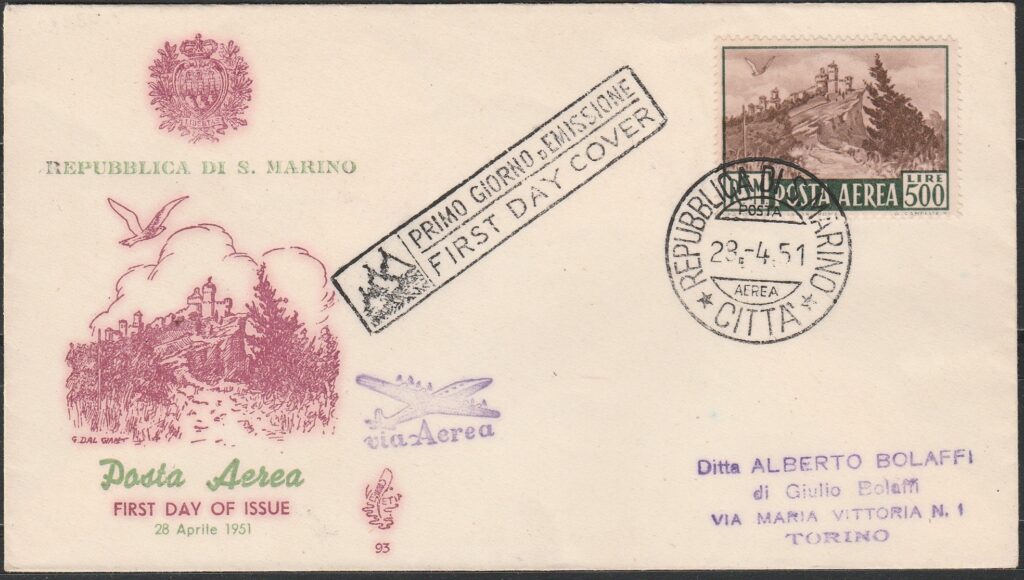 REPUBBLICA DI S. MARINO
G. DAL GIAN
Posta Aerea
FIRST DAY OF ISSUE
28 Aprile 1951
93
PRIMO GIORNO D'EMISSIONE
FIRST DAY COVER
via Aerea
POSTA AEREA
LIRE
500
REPUBBLICA DI S. MARINO
POSTA
28.-4.51
AEREA
★ CITTÀ ★
Ditta ALBERTO BOLAFFI
di Giulio Bolaffi
VIA MARIA VITTORIA N. 1
TORINO